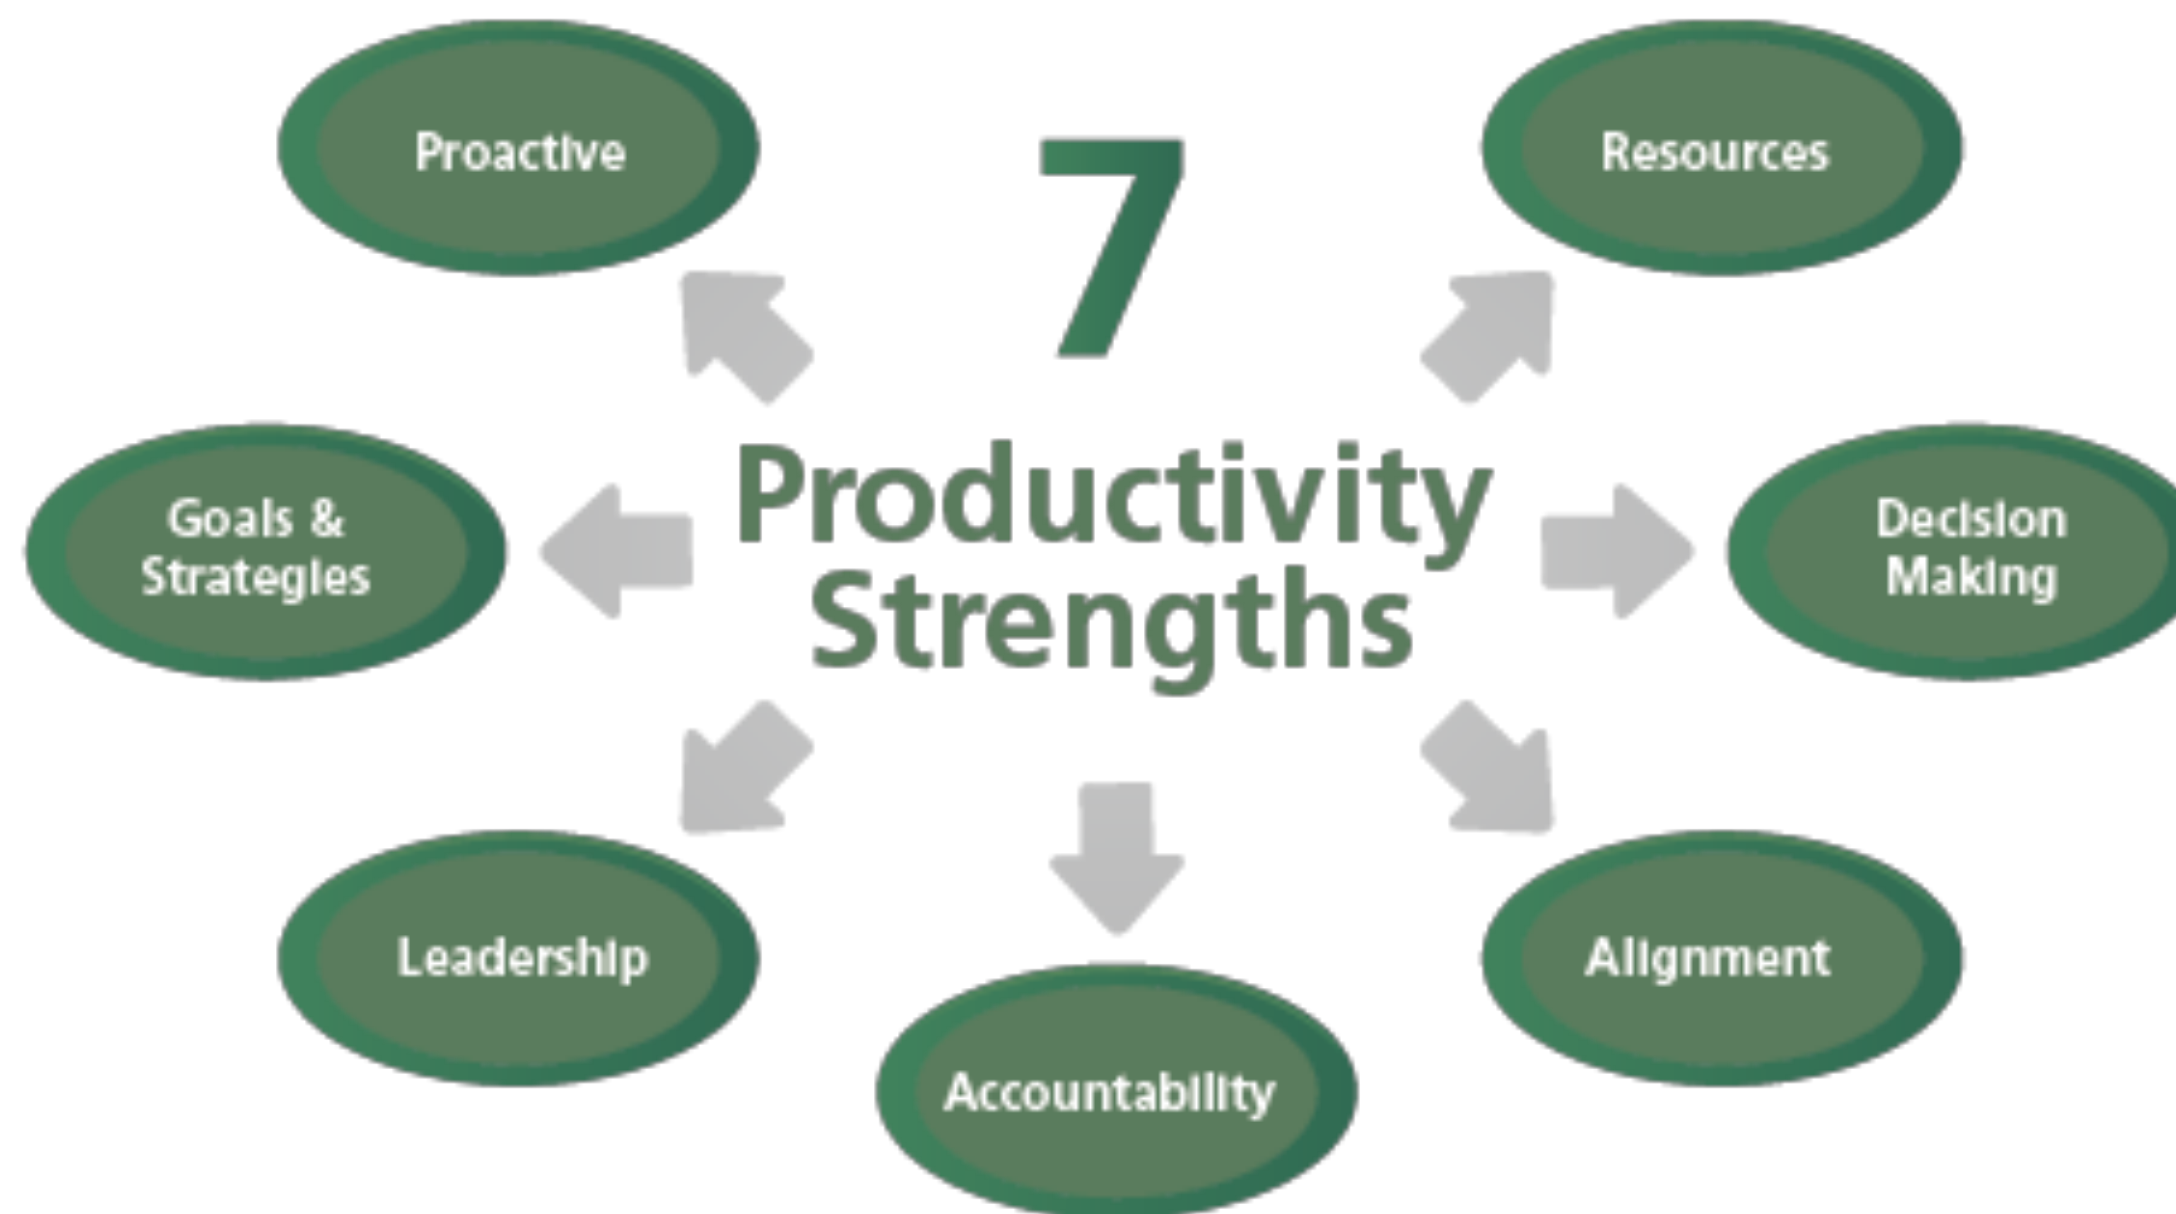 Proactive
Resources
7
Productivity
Strengths
Goals &
Strategies
Decision
Making
Leadership
Alignment
Accountability